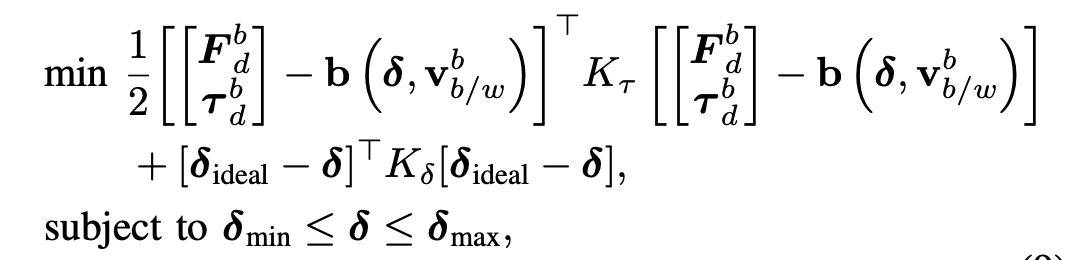 min 1/2 [[F_d^b τ_d^b] − b(δ, v_{b/w}^b)]^⊤ K_τ [[F_d^b τ_d^b] − b(δ, v_{b/w}^b)]
+ [δ_ideal − δ]^⊤ K_δ [δ_ideal − δ],
subject to δ_min ≤ δ ≤ δ_max,